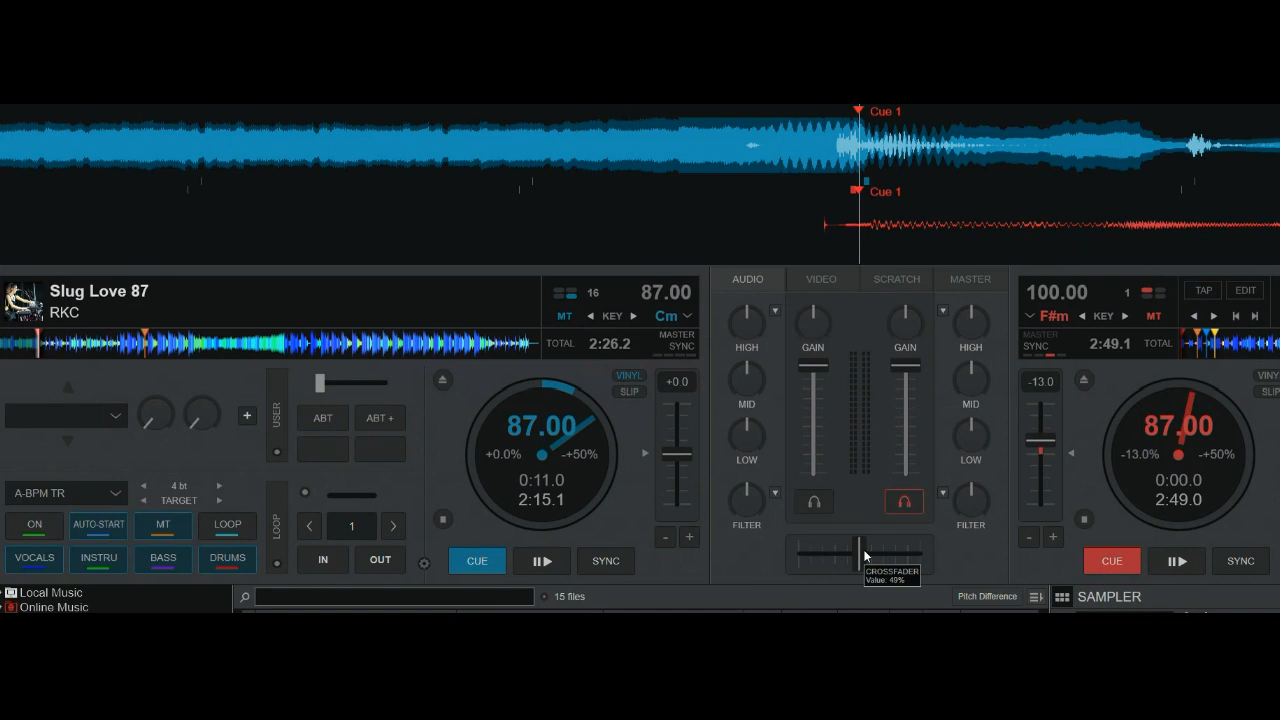 Cue 1
Cue 1
Slug Love 87
RKC
16 87.00
MT KEY Cm
TOTAL 2:26.2 MASTER SYNC
AUDIO VIDEO SCRATCH MASTER
100.00 1 TAP EDIT
F#m KEY MT
MASTER SYNC 2:49.1 TOTAL
HIGH GAIN GAIN HIGH
MID MID
LOW LOW
FILTER FILTER
USER ABT ABT +
+
VINYL
SLIP
+0.0
87.00
+0.0% -+50%
0:11.0
2:15.1
-13.0
87.00
-13.0% -+50%
0:00.0
2:49.0
VINY
SLIP
A-BPM TR
4 bt
TARGET
ON AUTO-START MT LOOP
VOCALS INSTRU BASS DRUMS
LOOP 1
IN OUT
CUE SYNC
- +
CROSSFADER
Value: 49%
- +
CUE SYNC
Local Music
Online Music
15 files
Pitch Difference
SAMPLER